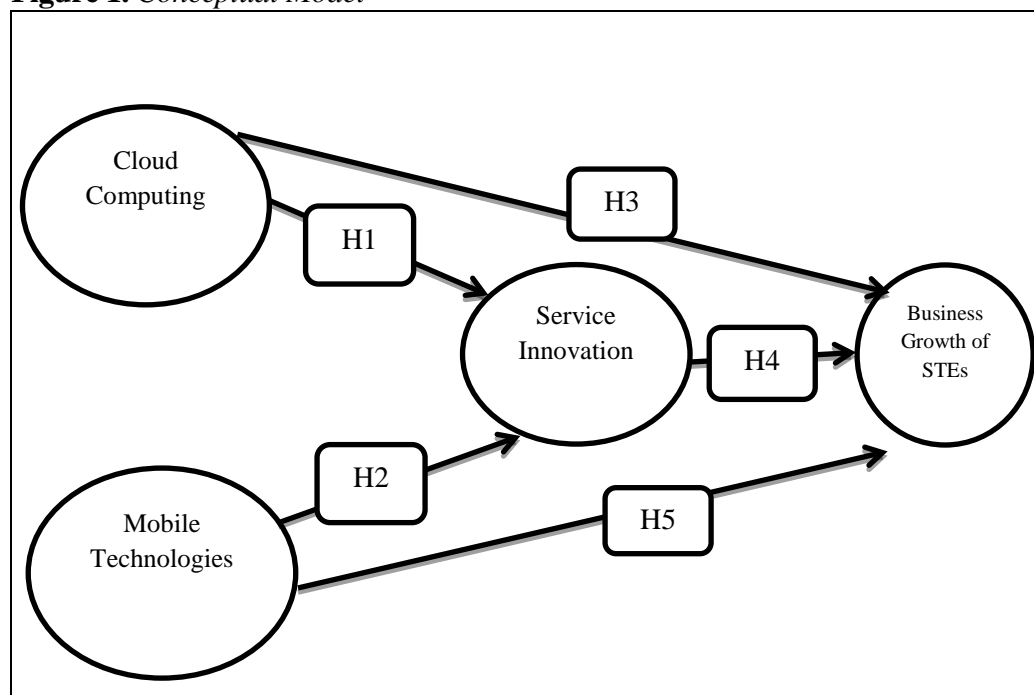 Figure 1. Conceptual Model
Cloud
Computing
H3
H1
Service
Innovation
Business
Growth of
STEs
H4
H2
Mobile
Technologies
H5